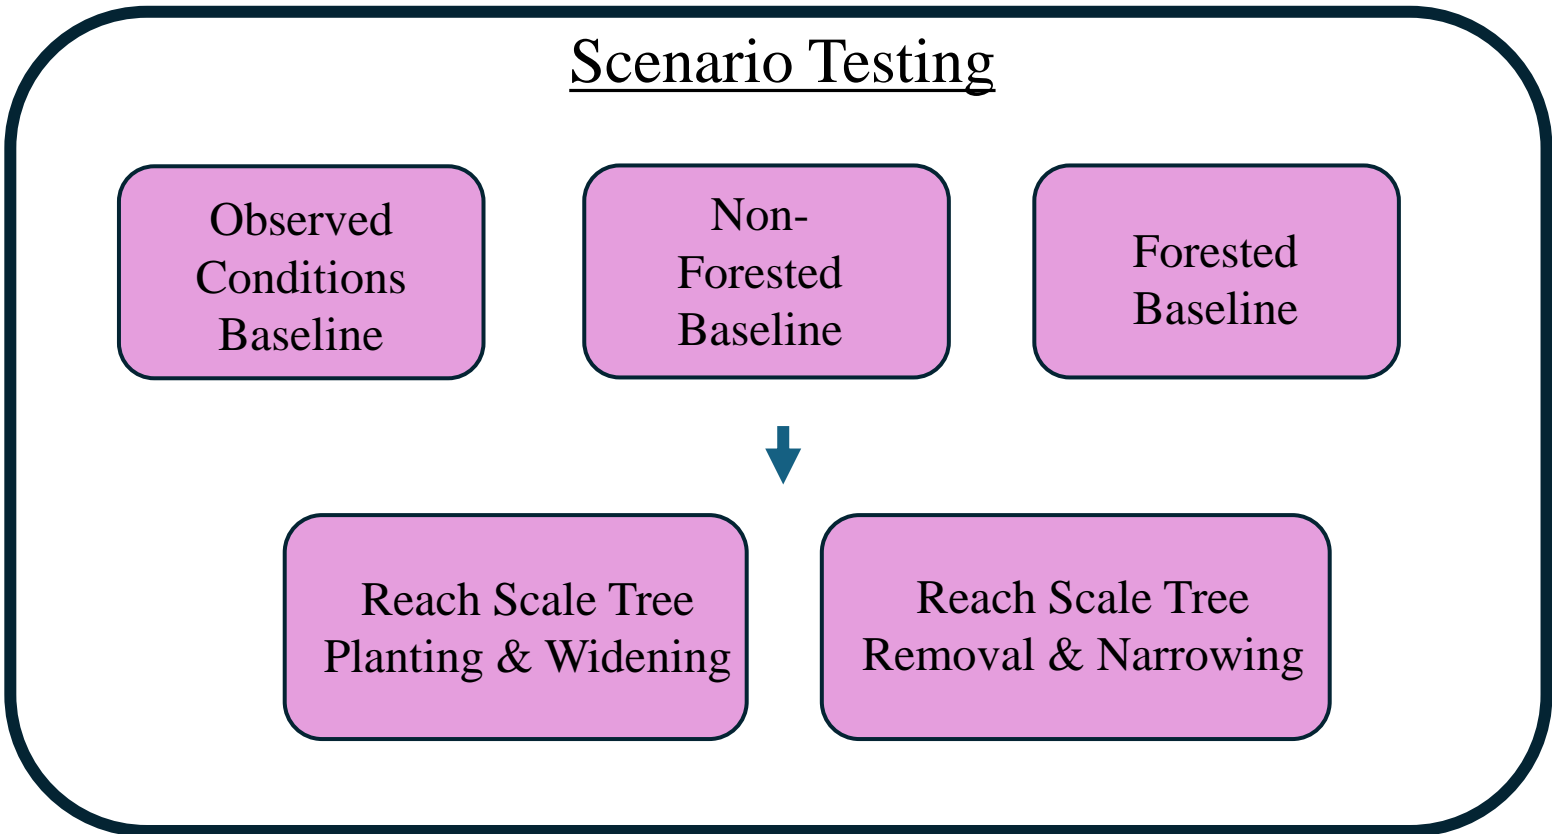 Scenario Testing
Observed
Conditions
Baseline
Non-
Forested
Baseline
Forested
Baseline
Reach Scale Tree
Planting & Widening
Reach Scale Tree
Removal & Narrowing